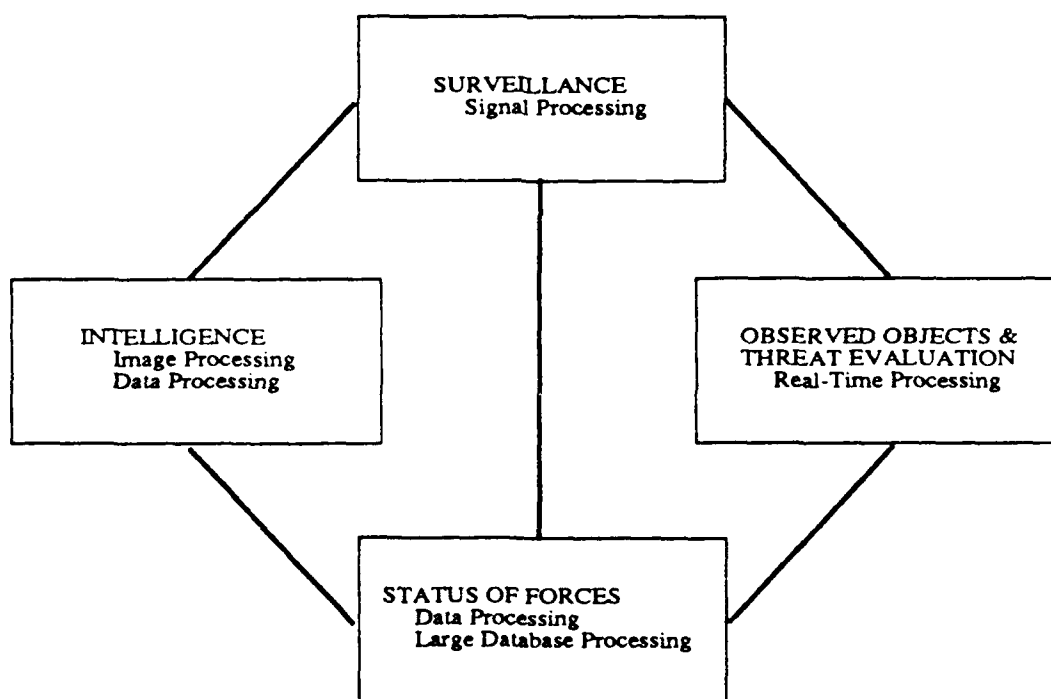 SURVEILLANCE
Signal Processing
INTELLIGENCE
Image Processing
Data Processing
OBSERVED OBJECTS &
THREAT EVALUATION
Real-Time Processing
STATUS OF FORCES
Data Processing
Large Database Processing